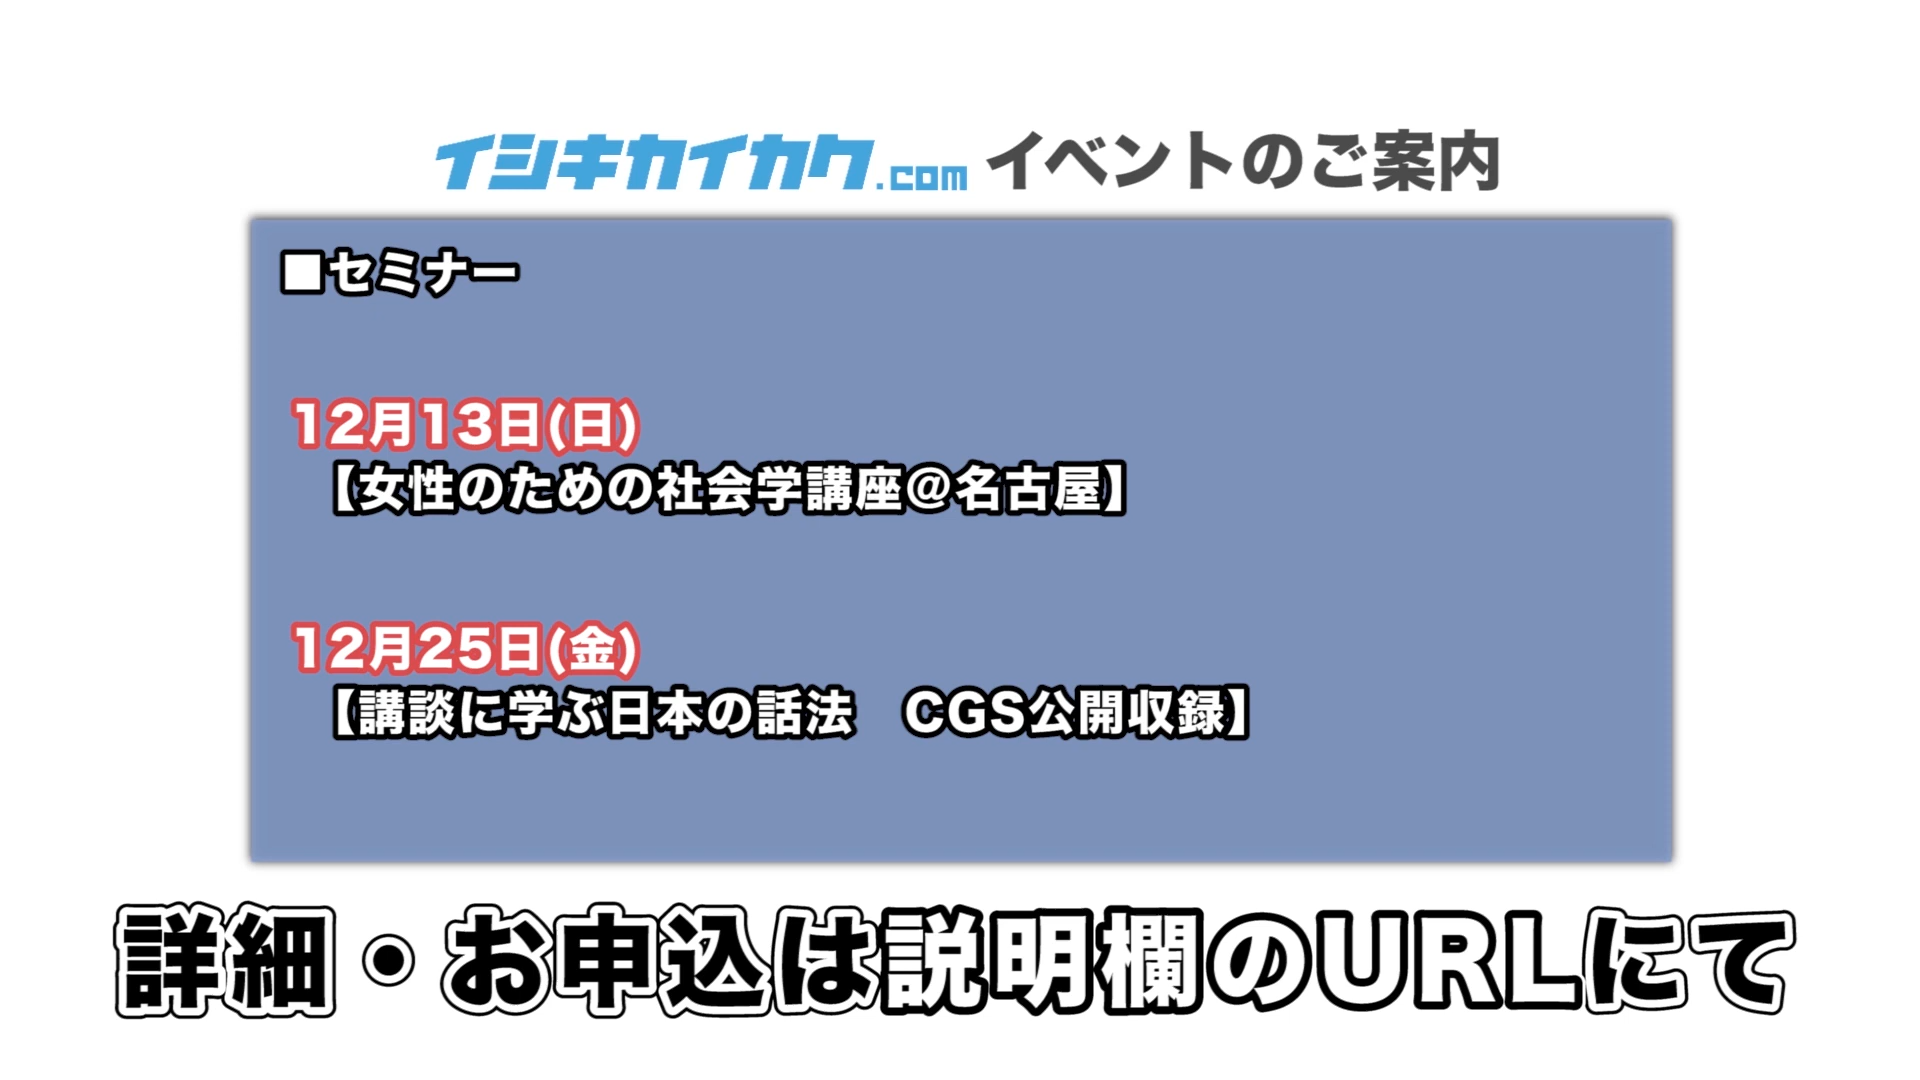 イシキカイカク.com イベントのご案内
■セミナー
12月13日(日)
【女性のための社会学講座@名古屋】
12月25日(金)
【講談に学ぶ日本の話法　CGS公開収録】
詳細・お申込は説明欄のURLにて